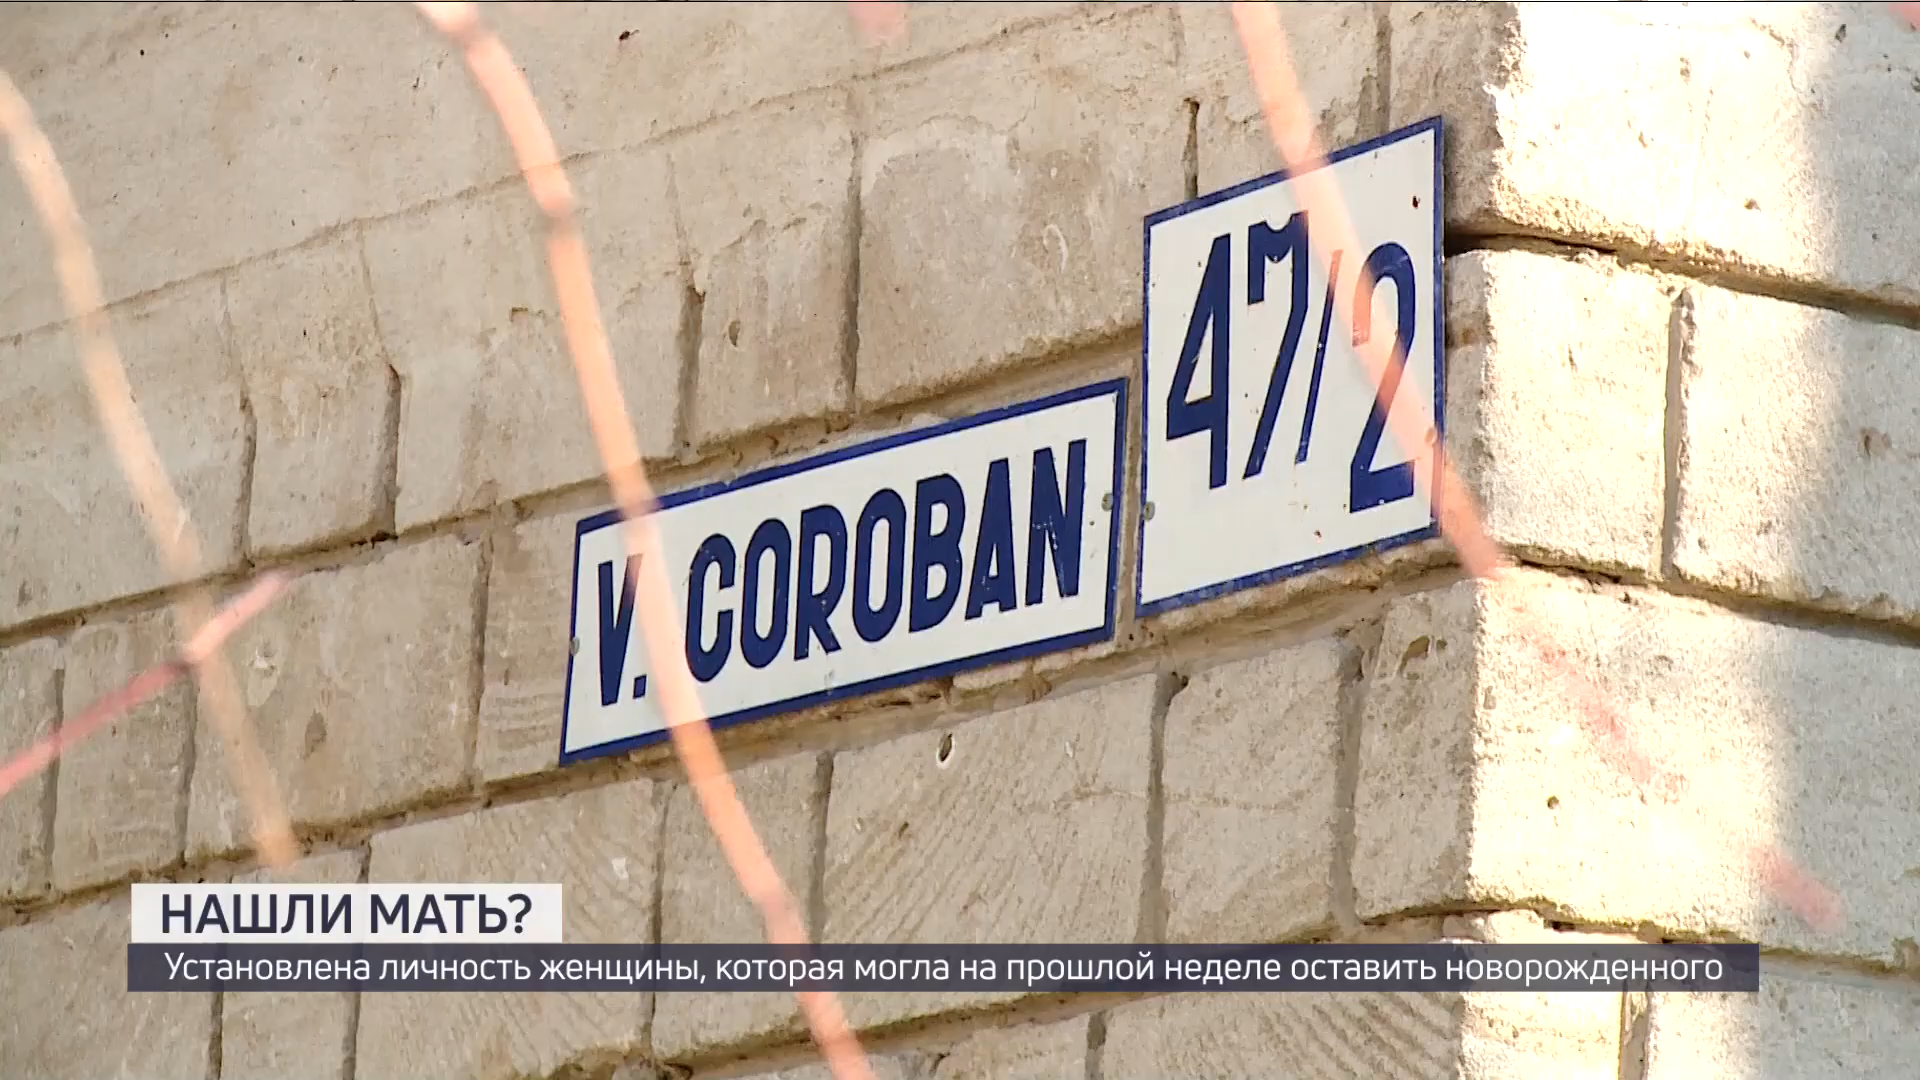 V. COROBAN
47/2
НАШЛИ МАТЬ?
Установлена личность женщины, которая могла на прошлой неделе оставить новорожденного